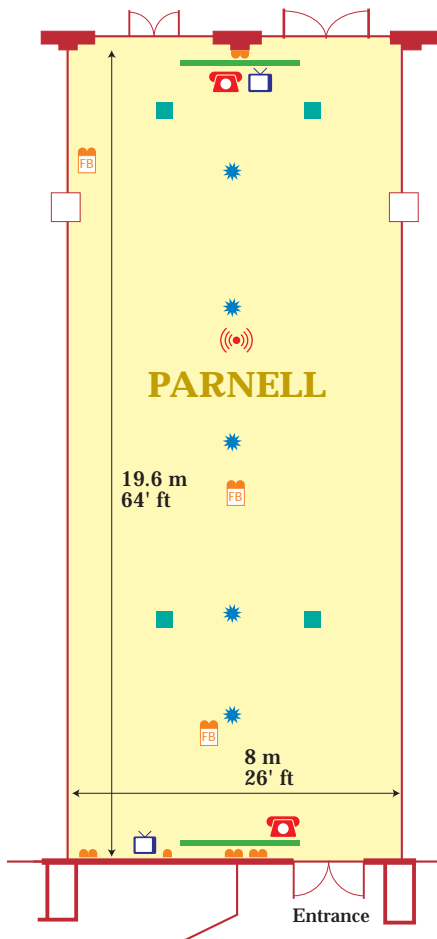 FB
PARNELL
19.6 m
64' ft
FB
FB
8 m
26' ft
Entrance